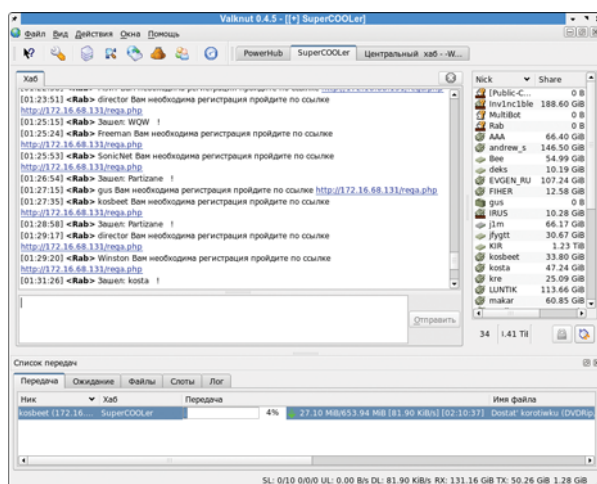 Valknut 0.4.5 - [[+] SuperCOOLer]
Файл Вид Действия Окна Помощь
PowerHub SuperCOOLer Центральный хаб - -W...
Хаб
[01:23:51] <Rab> director Вам необходима регистрация пройдите по ссылке
http://172.16.68.131/rega.php
[01:25:15] <Rab> Зашел: WQW !
[01:25:24] <Rab> Freeman Вам необходима регистрация пройдите по ссылке
http://172.16.68.131/rega.php
[01:25:53] <Rab> SonicNet Вам необходима регистрация пройдите по ссылке
http://172.16.68.131/rega.php
[01:26:54] <Rab> Зашел: Partizane !
[01:27:15] <Rab> gus Вам необходима регистрация пройдите по ссылке http://172.16.68.131/rega.php
[01:27:35] <Rab> kosbeet Вам необходима регистрация пройдите по ссылке
http://172.16.68.131/rega.php
[01:28:58] <Rab> Зашел: Partizane !
[01:29:17] <Rab> director Вам необходима регистрация пройдите по ссылке
http://172.16.68.131/rega.php
[01:29:20] <Rab> Winston Вам необходима регистрация пройдите по ссылке
http://172.16.68.131/rega.php
[01:31:26] <Rab> Зашел: kosta !
Отправить
Nick Share
[Public-C... 0 B
Inv1nc1ble 188.60 GiB
MultiBot 0 B
Rab 0 B
AAA 66.40 GiB
andrew_s 146.50 GiB
Bee 54.99 GiB
deks 10.19 GiB
EVGEN_RU 107.24 GiB
FIHER 12.58 GiB
gus 0 B
IRUS 10.28 GiB
j1m 66.17 GiB
jfygtt 30.67 GiB
KIR 1.23 TiB
kosbeet 33.80 GiB
kosta 47.24 GiB
kre 25.09 GiB
LUNTIK 113.66 GiB
makar 60.85 GiB
34
Список передач
Передача Ожидание Файлы Слоты Лог
Ник Хаб Передача Имя файла
kosbeet (172.16.... SuperCOOLer 4% 27.10 MiB/653.94 MiB [81.90 KiB/s] [02:10:37] Dostat' korotiwku (DVDRip,
SL: 0/10 0/0/0 UL: 0.00 B/s DL: 81.90 KiB/s RX: 131.16 GiB TX: 50.26 GiB 1.28 GiB